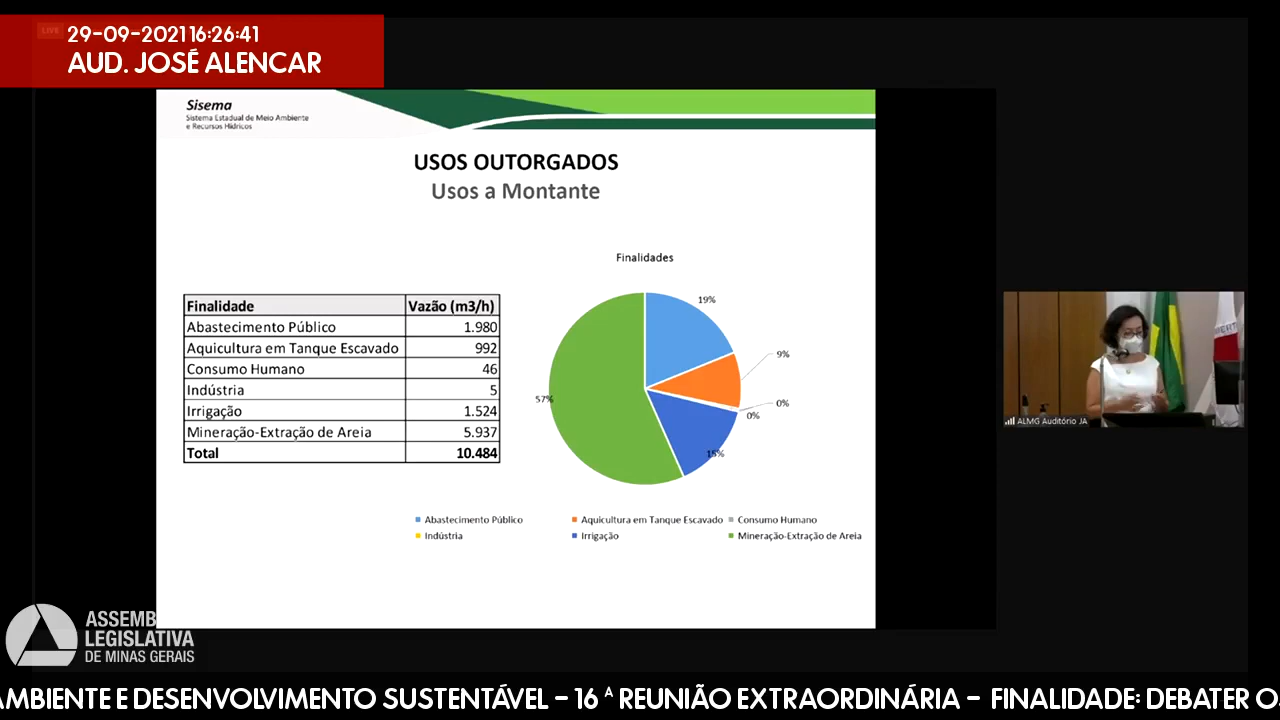 LIVE
29-09-2021 16:26:41
AUD. JOSÉ ALENCAR
Sisema
Sistema Estadual de Meio Ambiente
e Recursos Hídricos
USOS OUTORGADOS
Usos a Montante
Finalidade Vazão (m3/h)
Abastecimento Público 1.980
Aquicultura em Tanque Escavado 992
Consumo Humano 46
Indústria 5
Irrigação 1.524
Mineração-Extração de Areia 5.937
Total 10.484
Finalidades
19%
9%
0%
0%
15%
57%
Abastecimento Público Aquicultura em Tanque Escavado Consumo Humano
Indústria Irrigação Mineração-Extração de Areia
ALMG Auditório JA
ASSEMB
LEGISLATIVA
DE MINAS GERAIS
AMBIENTE E DESENVOLVIMENTO SUSTENTÁVEL - 16 ª REUNIÃO EXTRAORDINÁRIA - FINALIDADE: DEBATER O